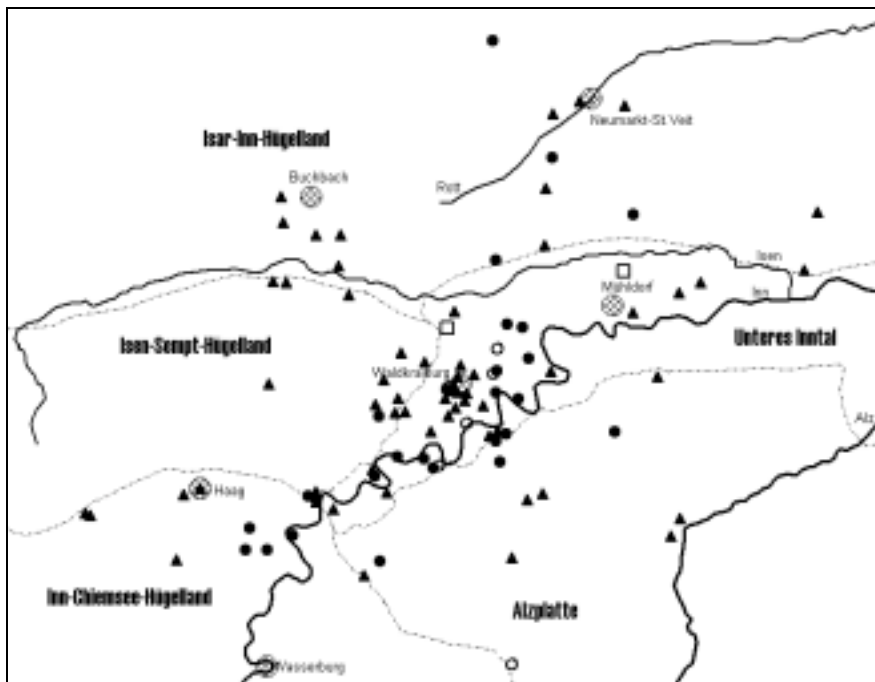 Neumarkt-St.Veit
Isar-Inn-Hügelland
Buchbach
Rott
Isen
Mühldorf
Inn
Unteres Inntal
Isen-Sempt-Hügelland
Waldkraiburg
Alz
Haag
Inn-Chiemsee-Hügelland
Alzplatte
Wasserburg